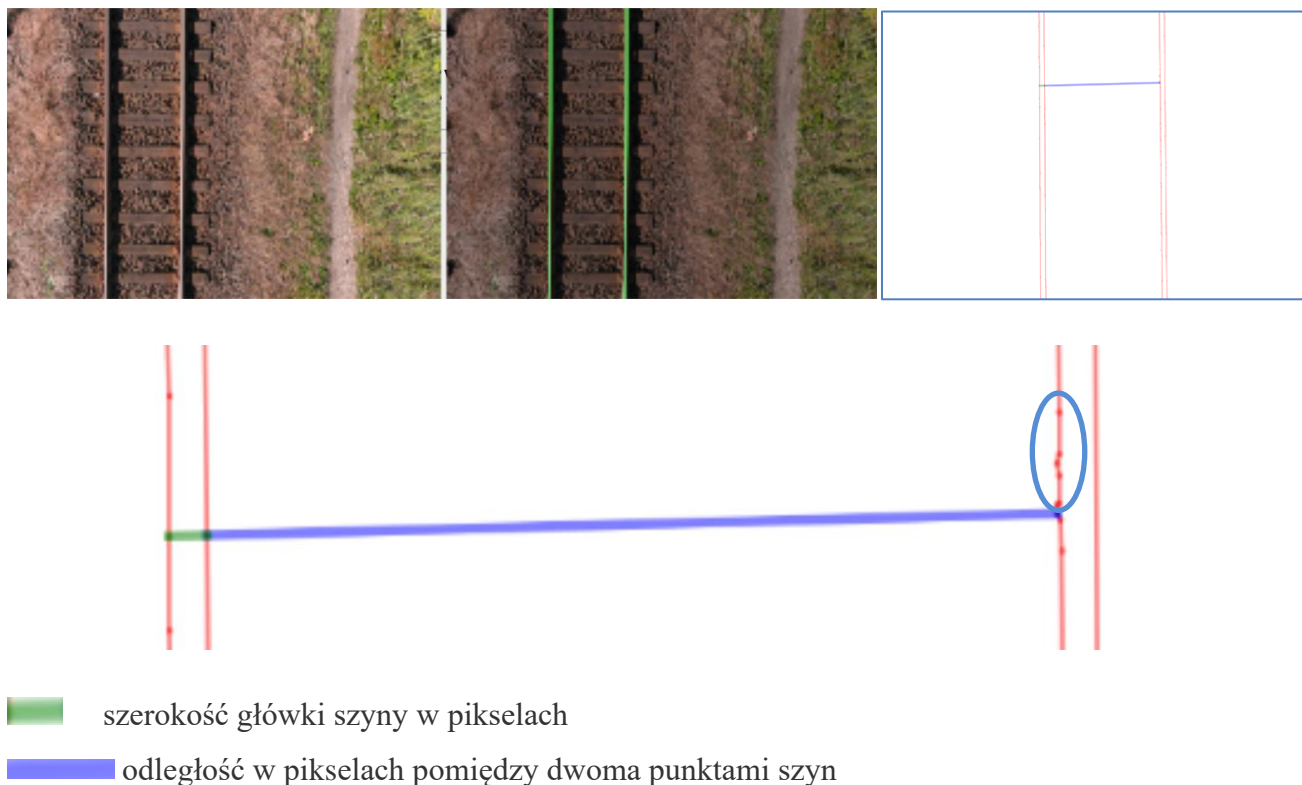 szerokość główki szyny w pikselach
odległość w pikselach pomiędzy dwoma punktami szyn